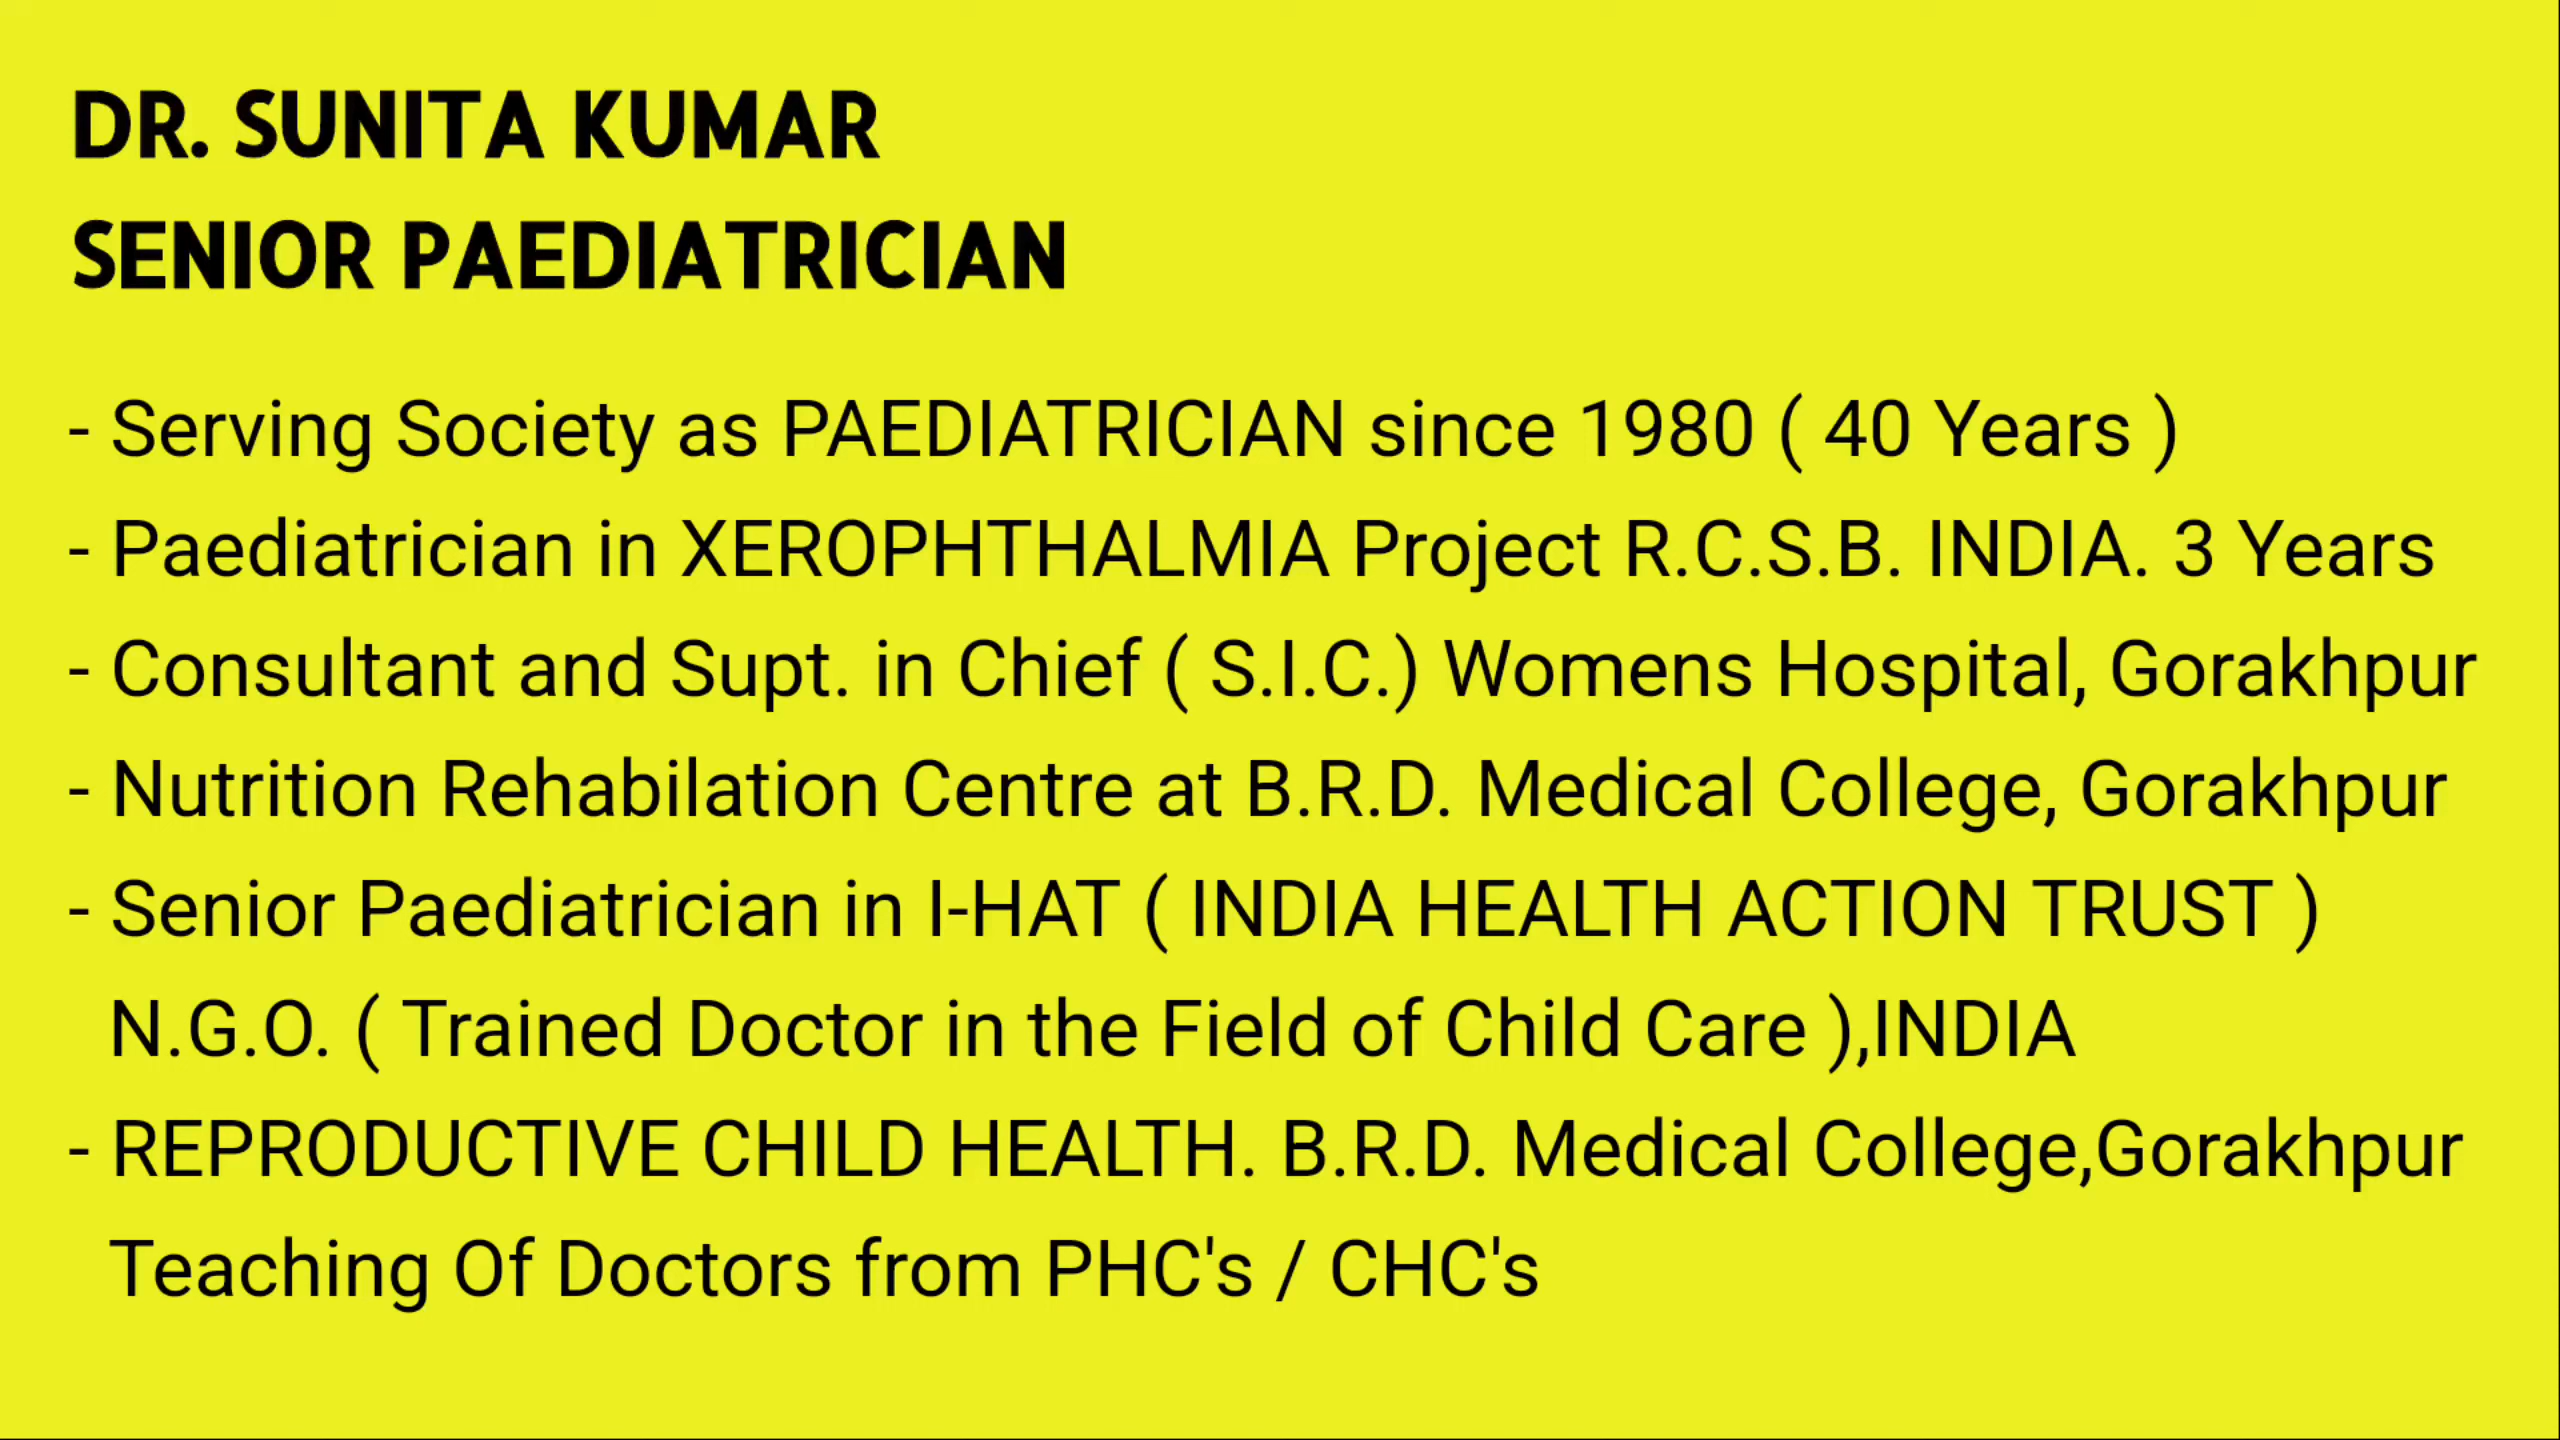 DR. SUNITA KUMAR
SENIOR PAEDIATRICIAN
- Serving Society as PAEDIATRICIAN since 1980 ( 40 Years )
- Paediatrician in XEROPHTHALMIA Project R.C.S.B. INDIA. 3 Years
- Consultant and Supt. in Chief ( S.I.C.) Womens Hospital, Gorakhpur
- Nutrition Rehabilation Centre at B.R.D. Medical College, Gorakhpur
- Senior Paediatrician in I-HAT ( INDIA HEALTH ACTION TRUST )
N.G.O. ( Trained Doctor in the Field of Child Care ),INDIA
- REPRODUCTIVE CHILD HEALTH. B.R.D. Medical College,Gorakhpur
Teaching Of Doctors from PHC's / CHC's